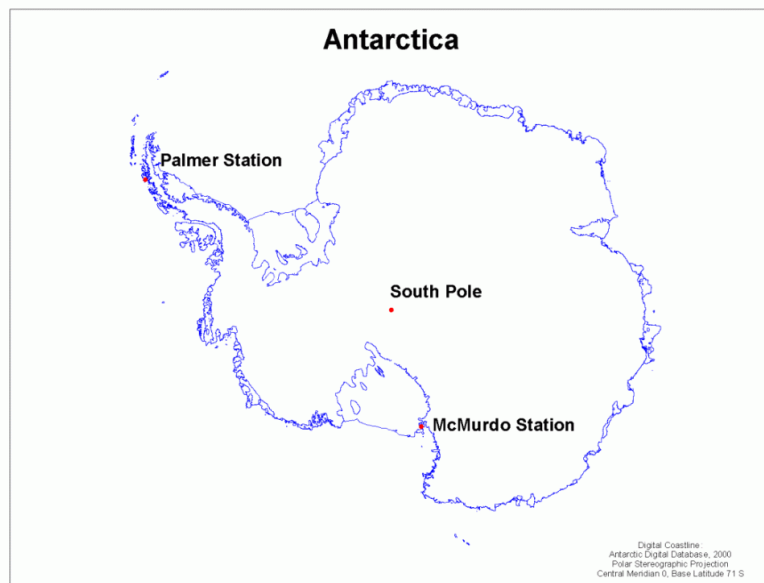 Antarctica
Palmer Station
South Pole
McMurdo Station
Digital Coastline:
Antarctic Digital Database, 2000
Polar Stereographic Projection
Central Meridian 0, Base Latitude 71 S